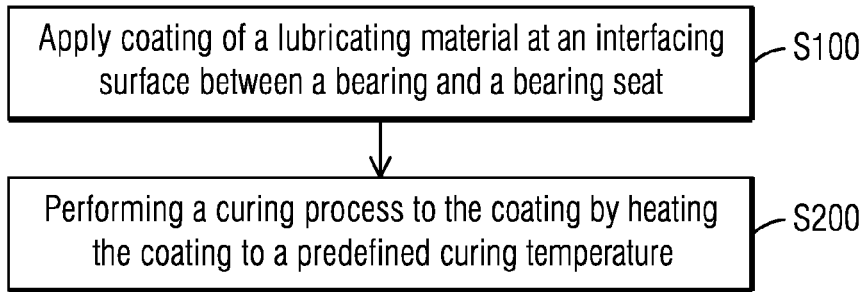 Apply coating of a lubricating material at an interfacing
surface between a bearing and a bearing seat
S100
Performing a curing process to the coating by heating
the coating to a predefined curing temperature
S200